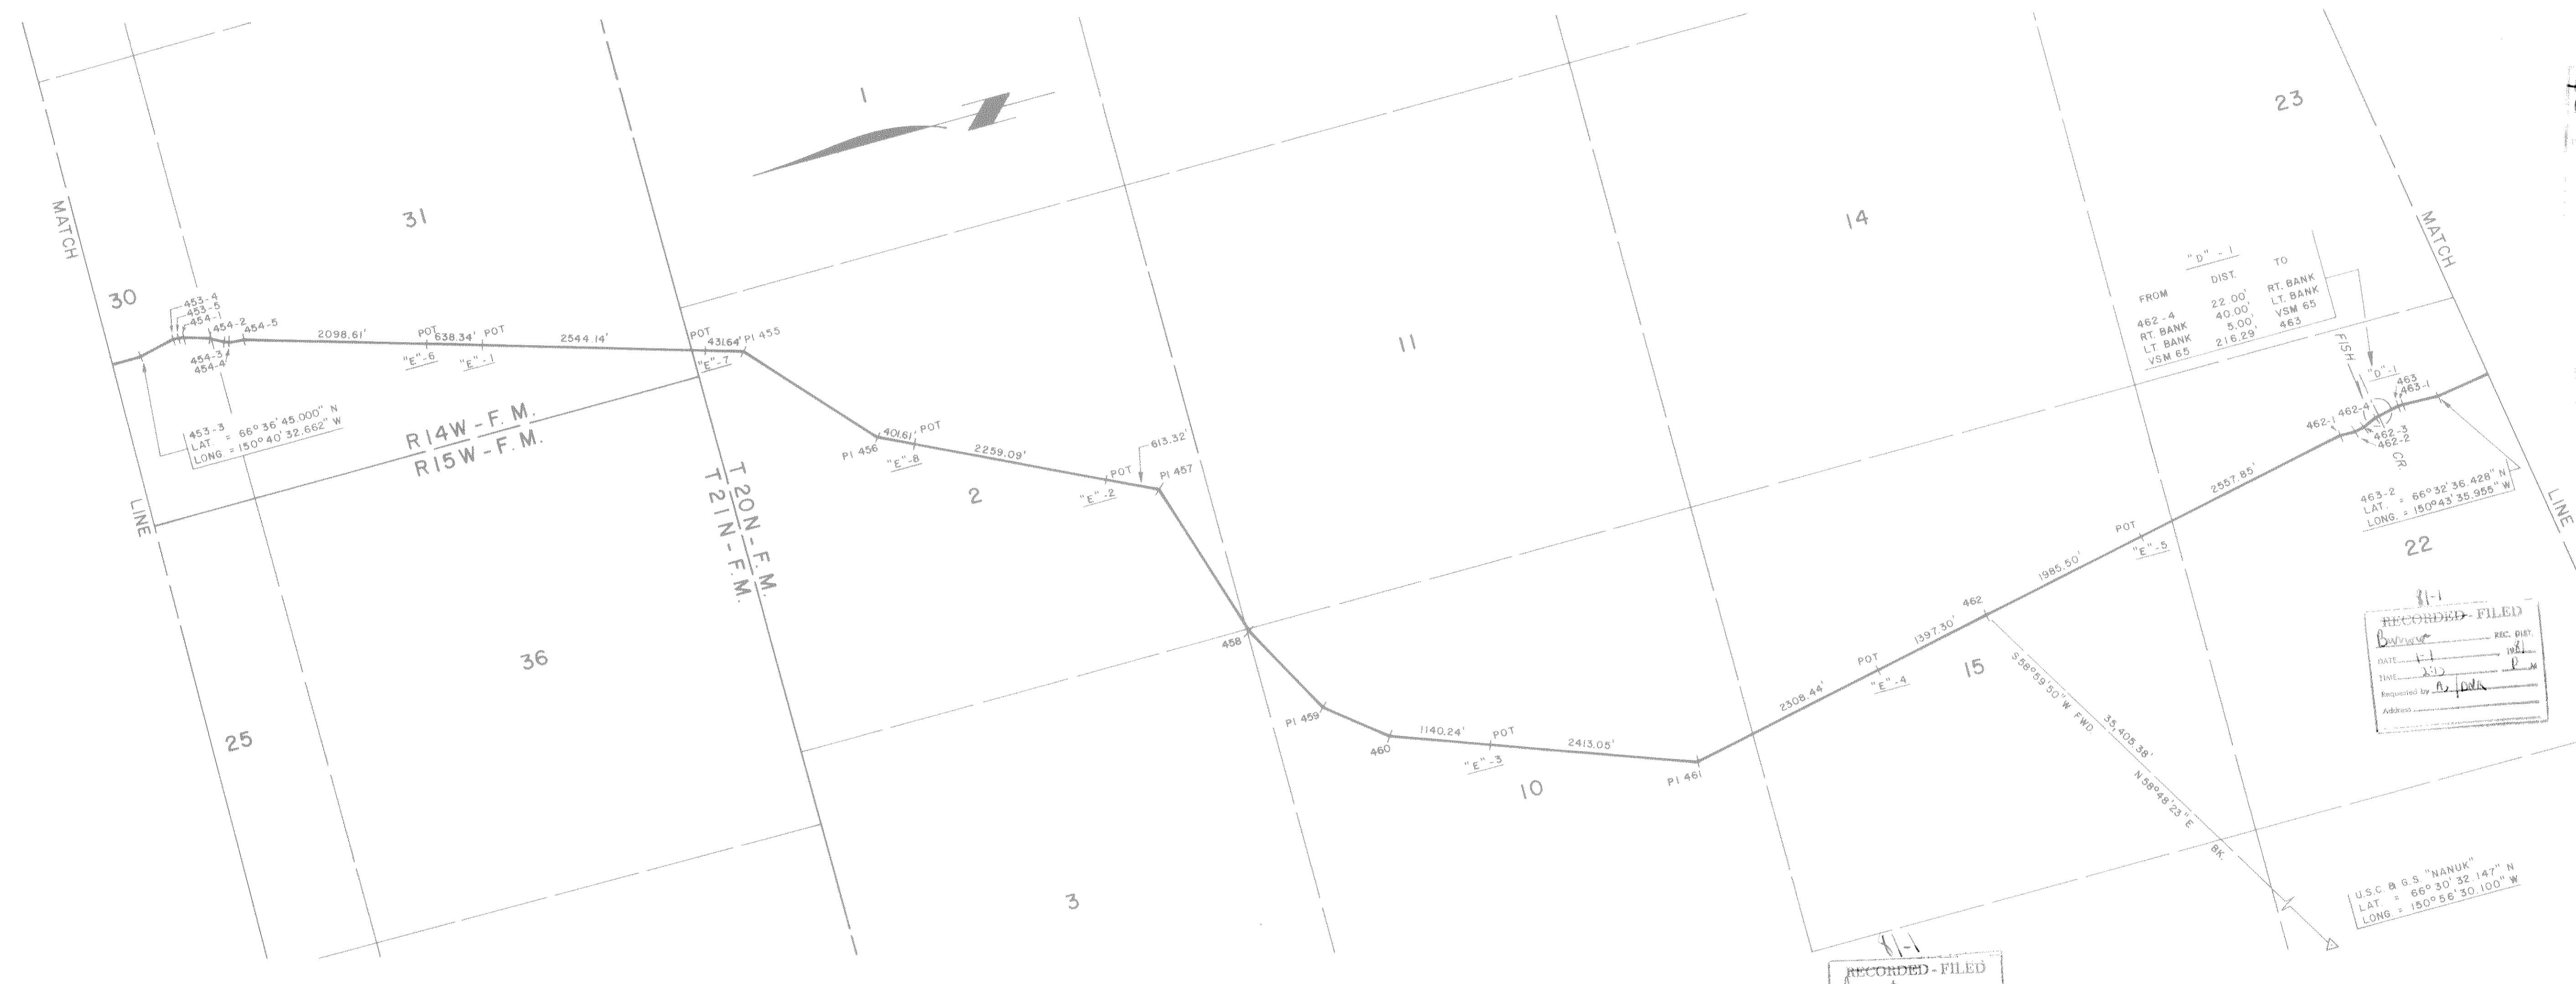 MATCH
LINE
30
31
1
N
11
14
23
MATCH
LINE
453-4
453-5
454-1
454-2
454-5
454-3
454-4
2098.61'
POT
"E"-6
638.34'
POT
"E"-1
2544.14'
POT
"E"-7
431.64'
PI 455
453-3
LAT. = 66°36'45.000" N
LONG. = 150°40'32.662" W
R14W-F.M.
R15W-F.M.
T20N-F.M.
T21N-F.M.
PI 456
401.61'
POT
"E"-8
2259.09'
2
POT
"E"-2
613.32'
PI 457
458
PI 459
460
1140.24'
POT
"E"-3
2413.05'
10
PI 461
2308.44'
POT
"E"-4
1397.30'
462
15
1985.50'
POT
"E"-5
2557.85'
"D"-1
FROM DIST. TO
462-4 22.00' RT. BANK
RT. BANK 40.00' LT. BANK
LT BANK 5.00' VSM 65
VSM 65 216.29' 463
FISH
CR.
"D"-1
463
463-1
462-4
462-1
462-3
462-2
463-2
LAT. = 66°32'36.428" N
LONG. = 150°43'35.955" W
22
S 58°59'50" W FWD
35,405.38'
N 58°48'23" E
BK.
U.S.C. & G.S. "NANUK"
LAT. = 66°30'32.147" N
LONG. = 150°56'30.100" W
36
25
3
81-1
RECORDED - FILED
REC. DIST.
DATE
TIME
Requested by
Address
81-1
RECORDED - FILED